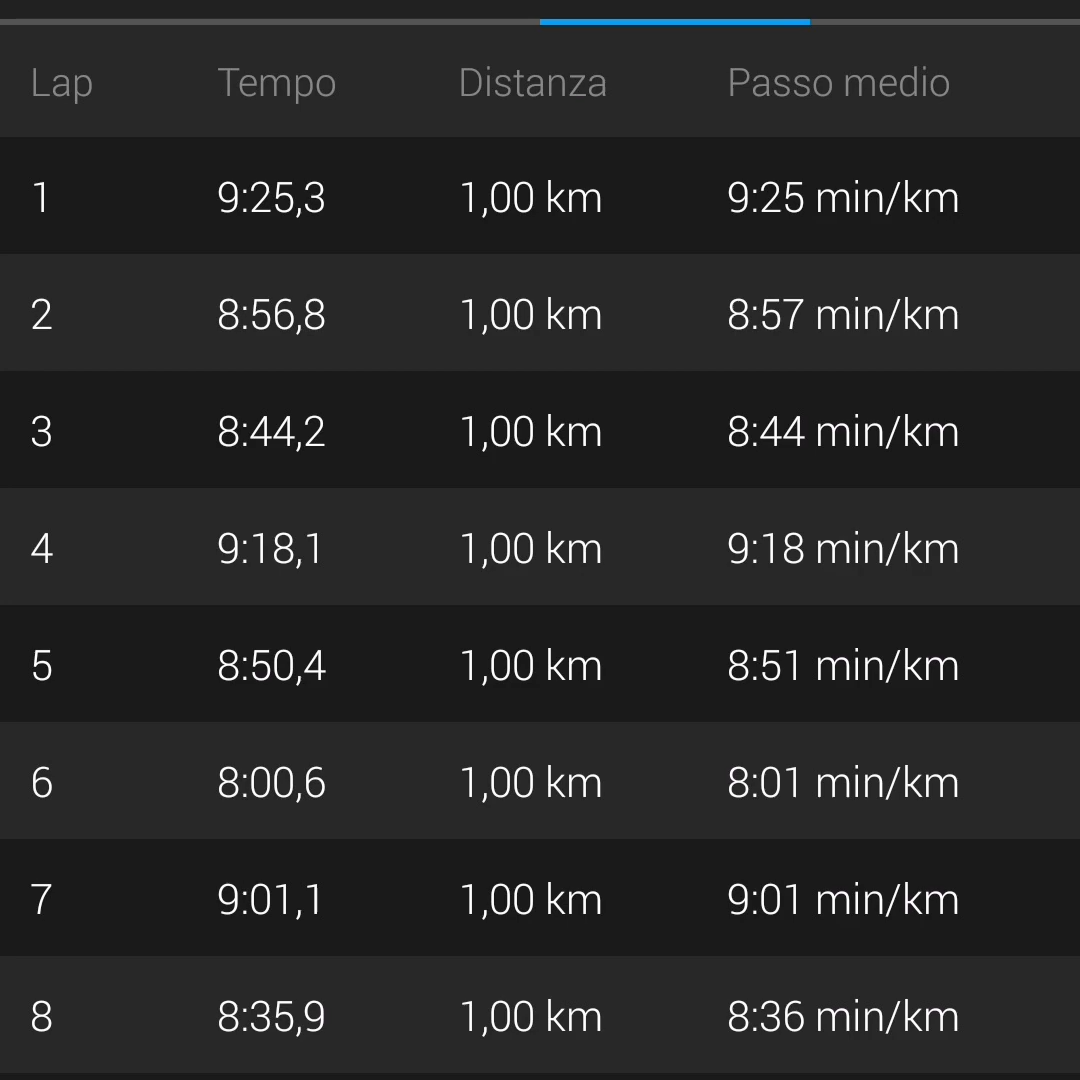 Lap Tempo Distanza Passo medio
1 9:25,3 1,00 km 9:25 min/km
2 8:56,8 1,00 km 8:57 min/km
3 8:44,2 1,00 km 8:44 min/km
4 9:18,1 1,00 km 9:18 min/km
5 8:50,4 1,00 km 8:51 min/km
6 8:00,6 1,00 km 8:01 min/km
7 9:01,1 1,00 km 9:01 min/km
8 8:35,9 1,00 km 8:36 min/km